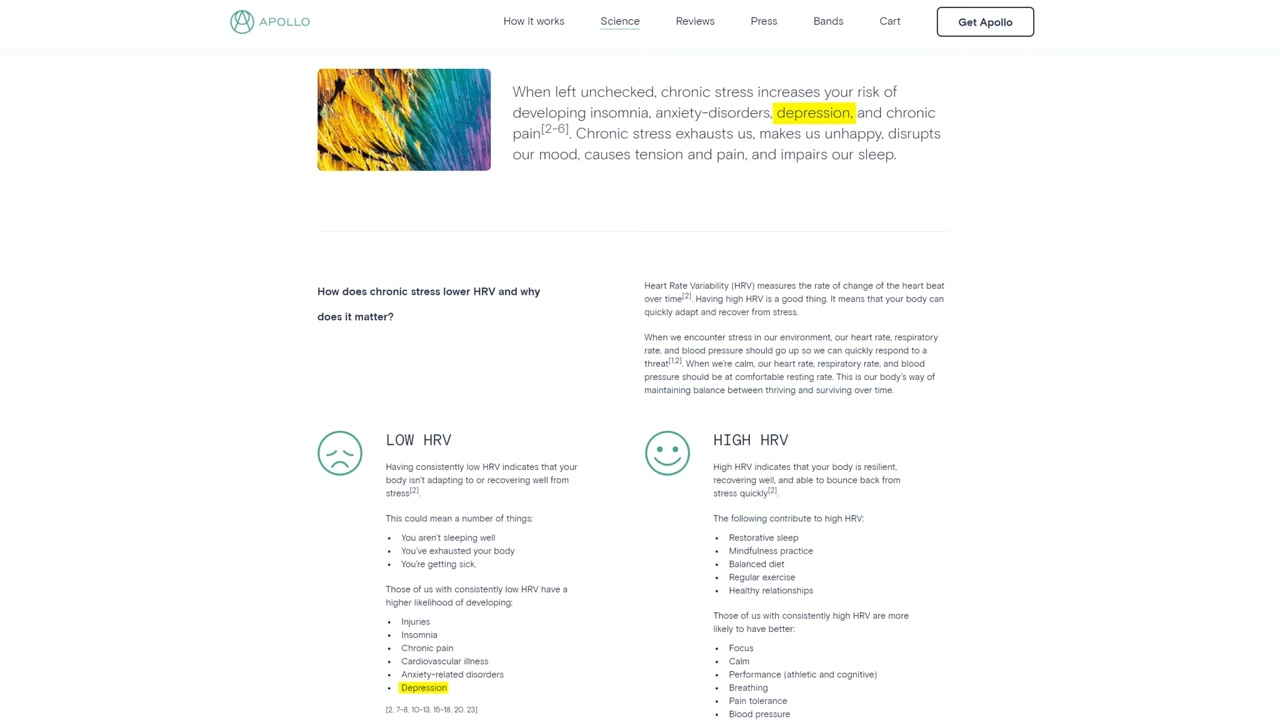 APOLLO
How it works
Science
Reviews
Press
Bands
Cart
Get Apollo
When left unchecked, chronic stress increases your risk of
developing insomnia, anxiety-disorders, depression, and chronic
pain[2-6]. Chronic stress exhausts us, makes us unhappy, disrupts
our mood, causes tension and pain, and impairs our sleep.
How does chronic stress lower HRV and why
does it matter?
Heart Rate Variability (HRV) measures the rate of change of the heart beat
over time[2]. Having high HRV is a good thing. It means that your body can
quickly adapt and recover from stress.
When we encounter stress in our environment, our heart rate, respiratory
rate, and blood pressure should go up so we can quickly respond to a
threat[1,2]. When we're calm, our heart rate, respiratory rate, and blood
pressure should be at comfortable resting rate. This is our body's way of
maintaining balance between thriving and surviving over time.
LOW HRV
Having consistently low HRV indicates that your
body isn't adapting to or recovering well from
stress[2].
This could mean a number of things:
• You aren't sleeping well
• You've exhausted your body
• You're getting sick.
Those of us with consistently low HRV have a
higher likelihood of developing:
• Injuries
• Insomnia
• Chronic pain
• Cardiovascular illness
• Anxiety-related disorders
• Depression
[2, 7-8, 10-13, 15-18, 20, 23]
HIGH HRV
High HRV indicates that your body is resilient,
recovering well, and able to bounce back from
stress quickly[2].
The following contribute to high HRV:
• Restorative sleep
• Mindfulness practice
• Balanced diet
• Regular exercise
• Healthy relationships
Those of us with consistently high HRV are more
likely to have better:
• Focus
• Calm
• Performance (athletic and cognitive)
• Breathing
• Pain tolerance
• Blood pressure